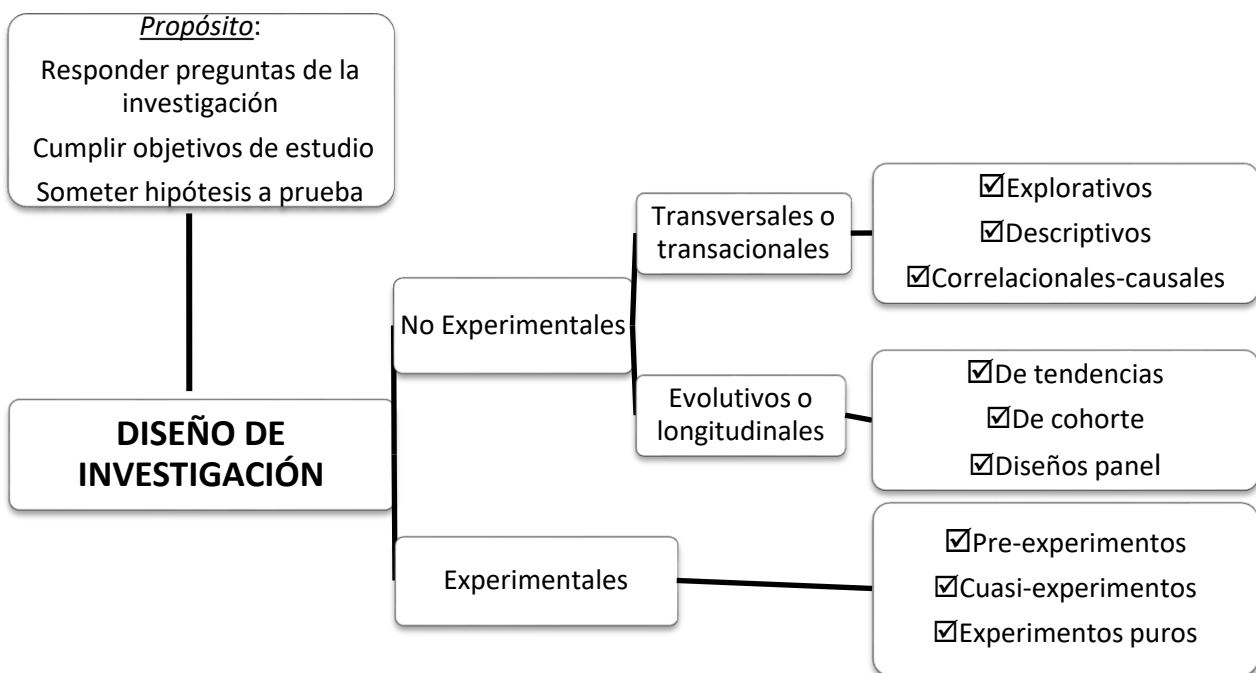 Propósito:
Responder preguntas de la
investigación
Cumplir objetivos de estudio
Someter hipótesis a prueba
DISEÑO DE
INVESTIGACIÓN
No Experimentales
Transversales o
transacionales
☑Explorativos
☑Descriptivos
☑Correlacionales-causales
Evolutivos o
longitudinales
☑De tendencias
☑De cohorte
☑Diseños panel
Experimentales
☑Pre-experimentos
☑Cuasi-experimentos
☑Experimentos puros